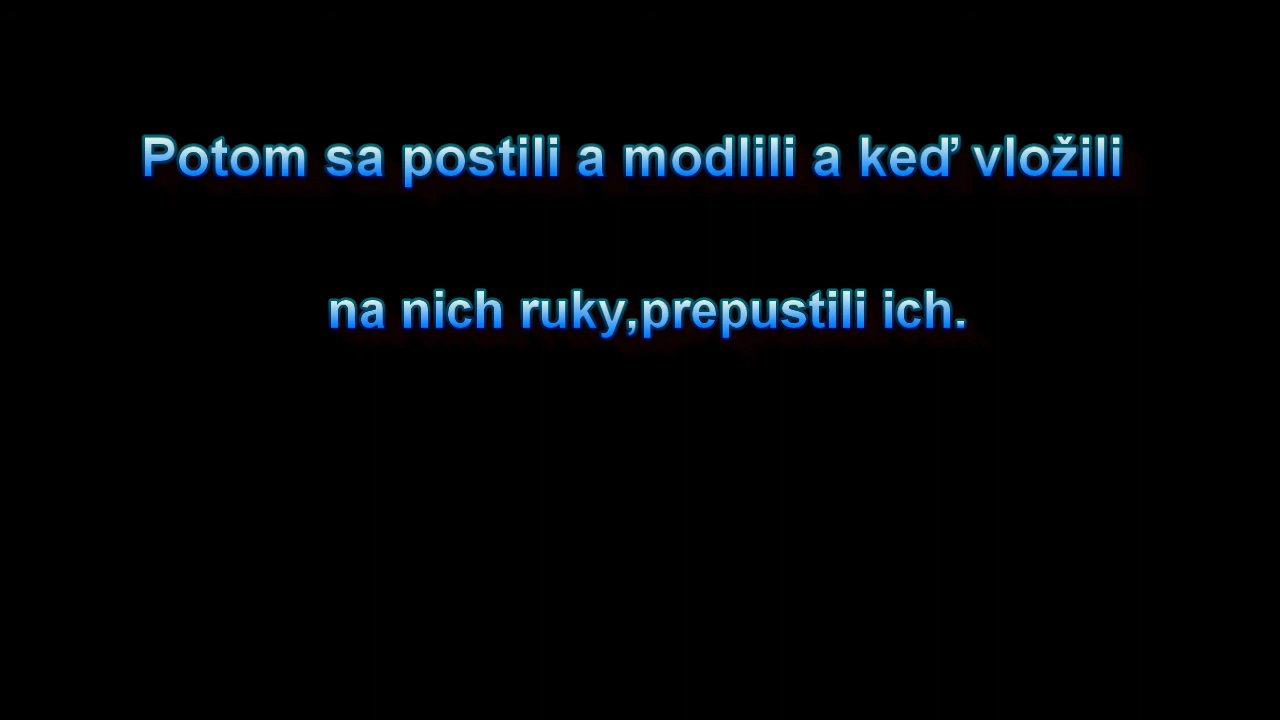 Potom sa postili a modlili a keď vložili
na nich ruky,prepustili ich.